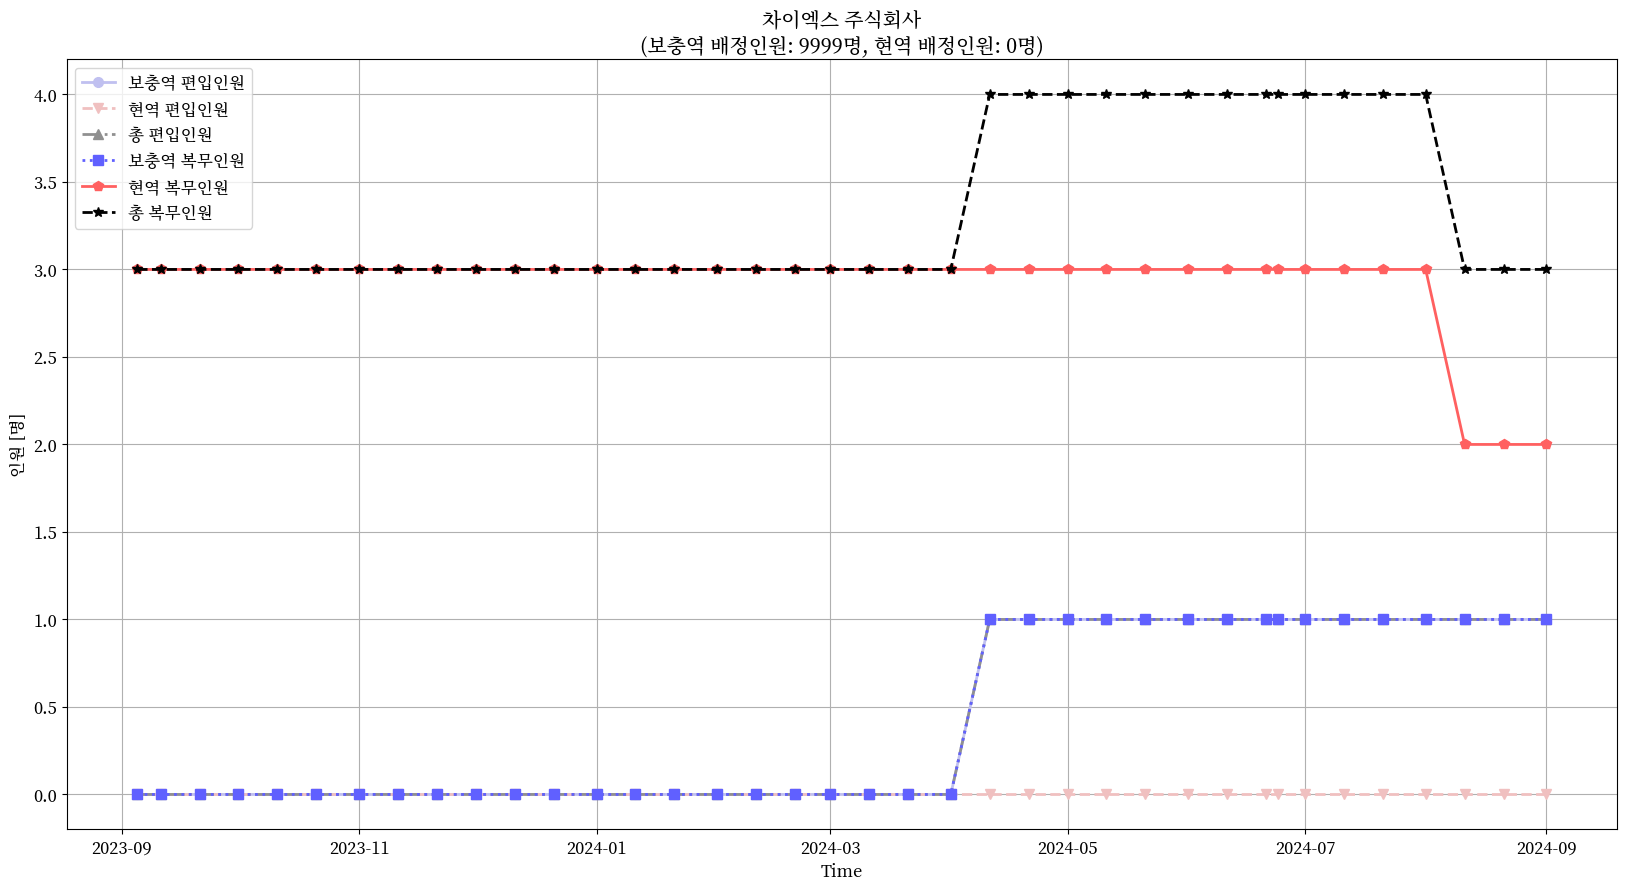 차이엑스 주식회사
(보충역 배정인원: 9999명, 현역 배정인원: 0명)
보충역 편입인원
현역 편입인원
총 편입인원
보충역 복무인원
현역 복무인원
총 복무인원
4.0
3.5
3.0
2.5
2.0
1.5
1.0
0.5
0.0
인원 [명]
2023-09 2023-11 2024-01 2024-03 2024-05 2024-07 2024-09
Time